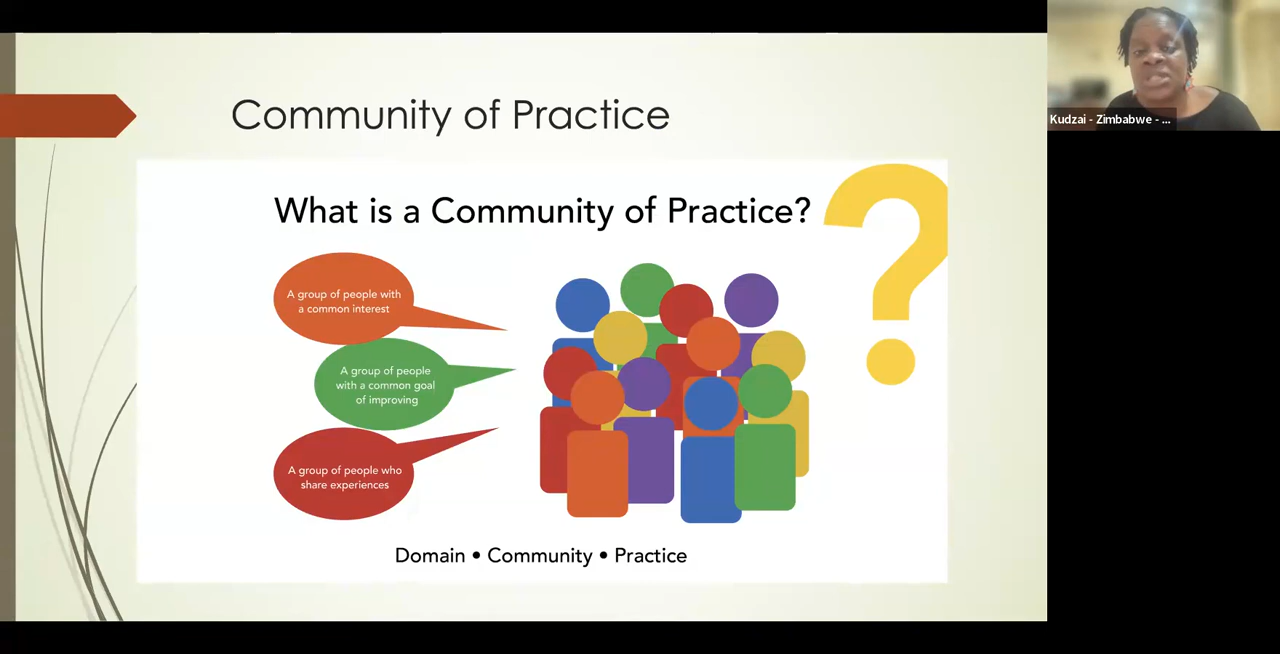 Community of Practice
What is a Community of Practice?
A group of people with
a common interest
A group of people
with a common goal
of improving
A group of people who
share experiences
Domain • Community • Practice
Kudzai - Zimbabwe - ...